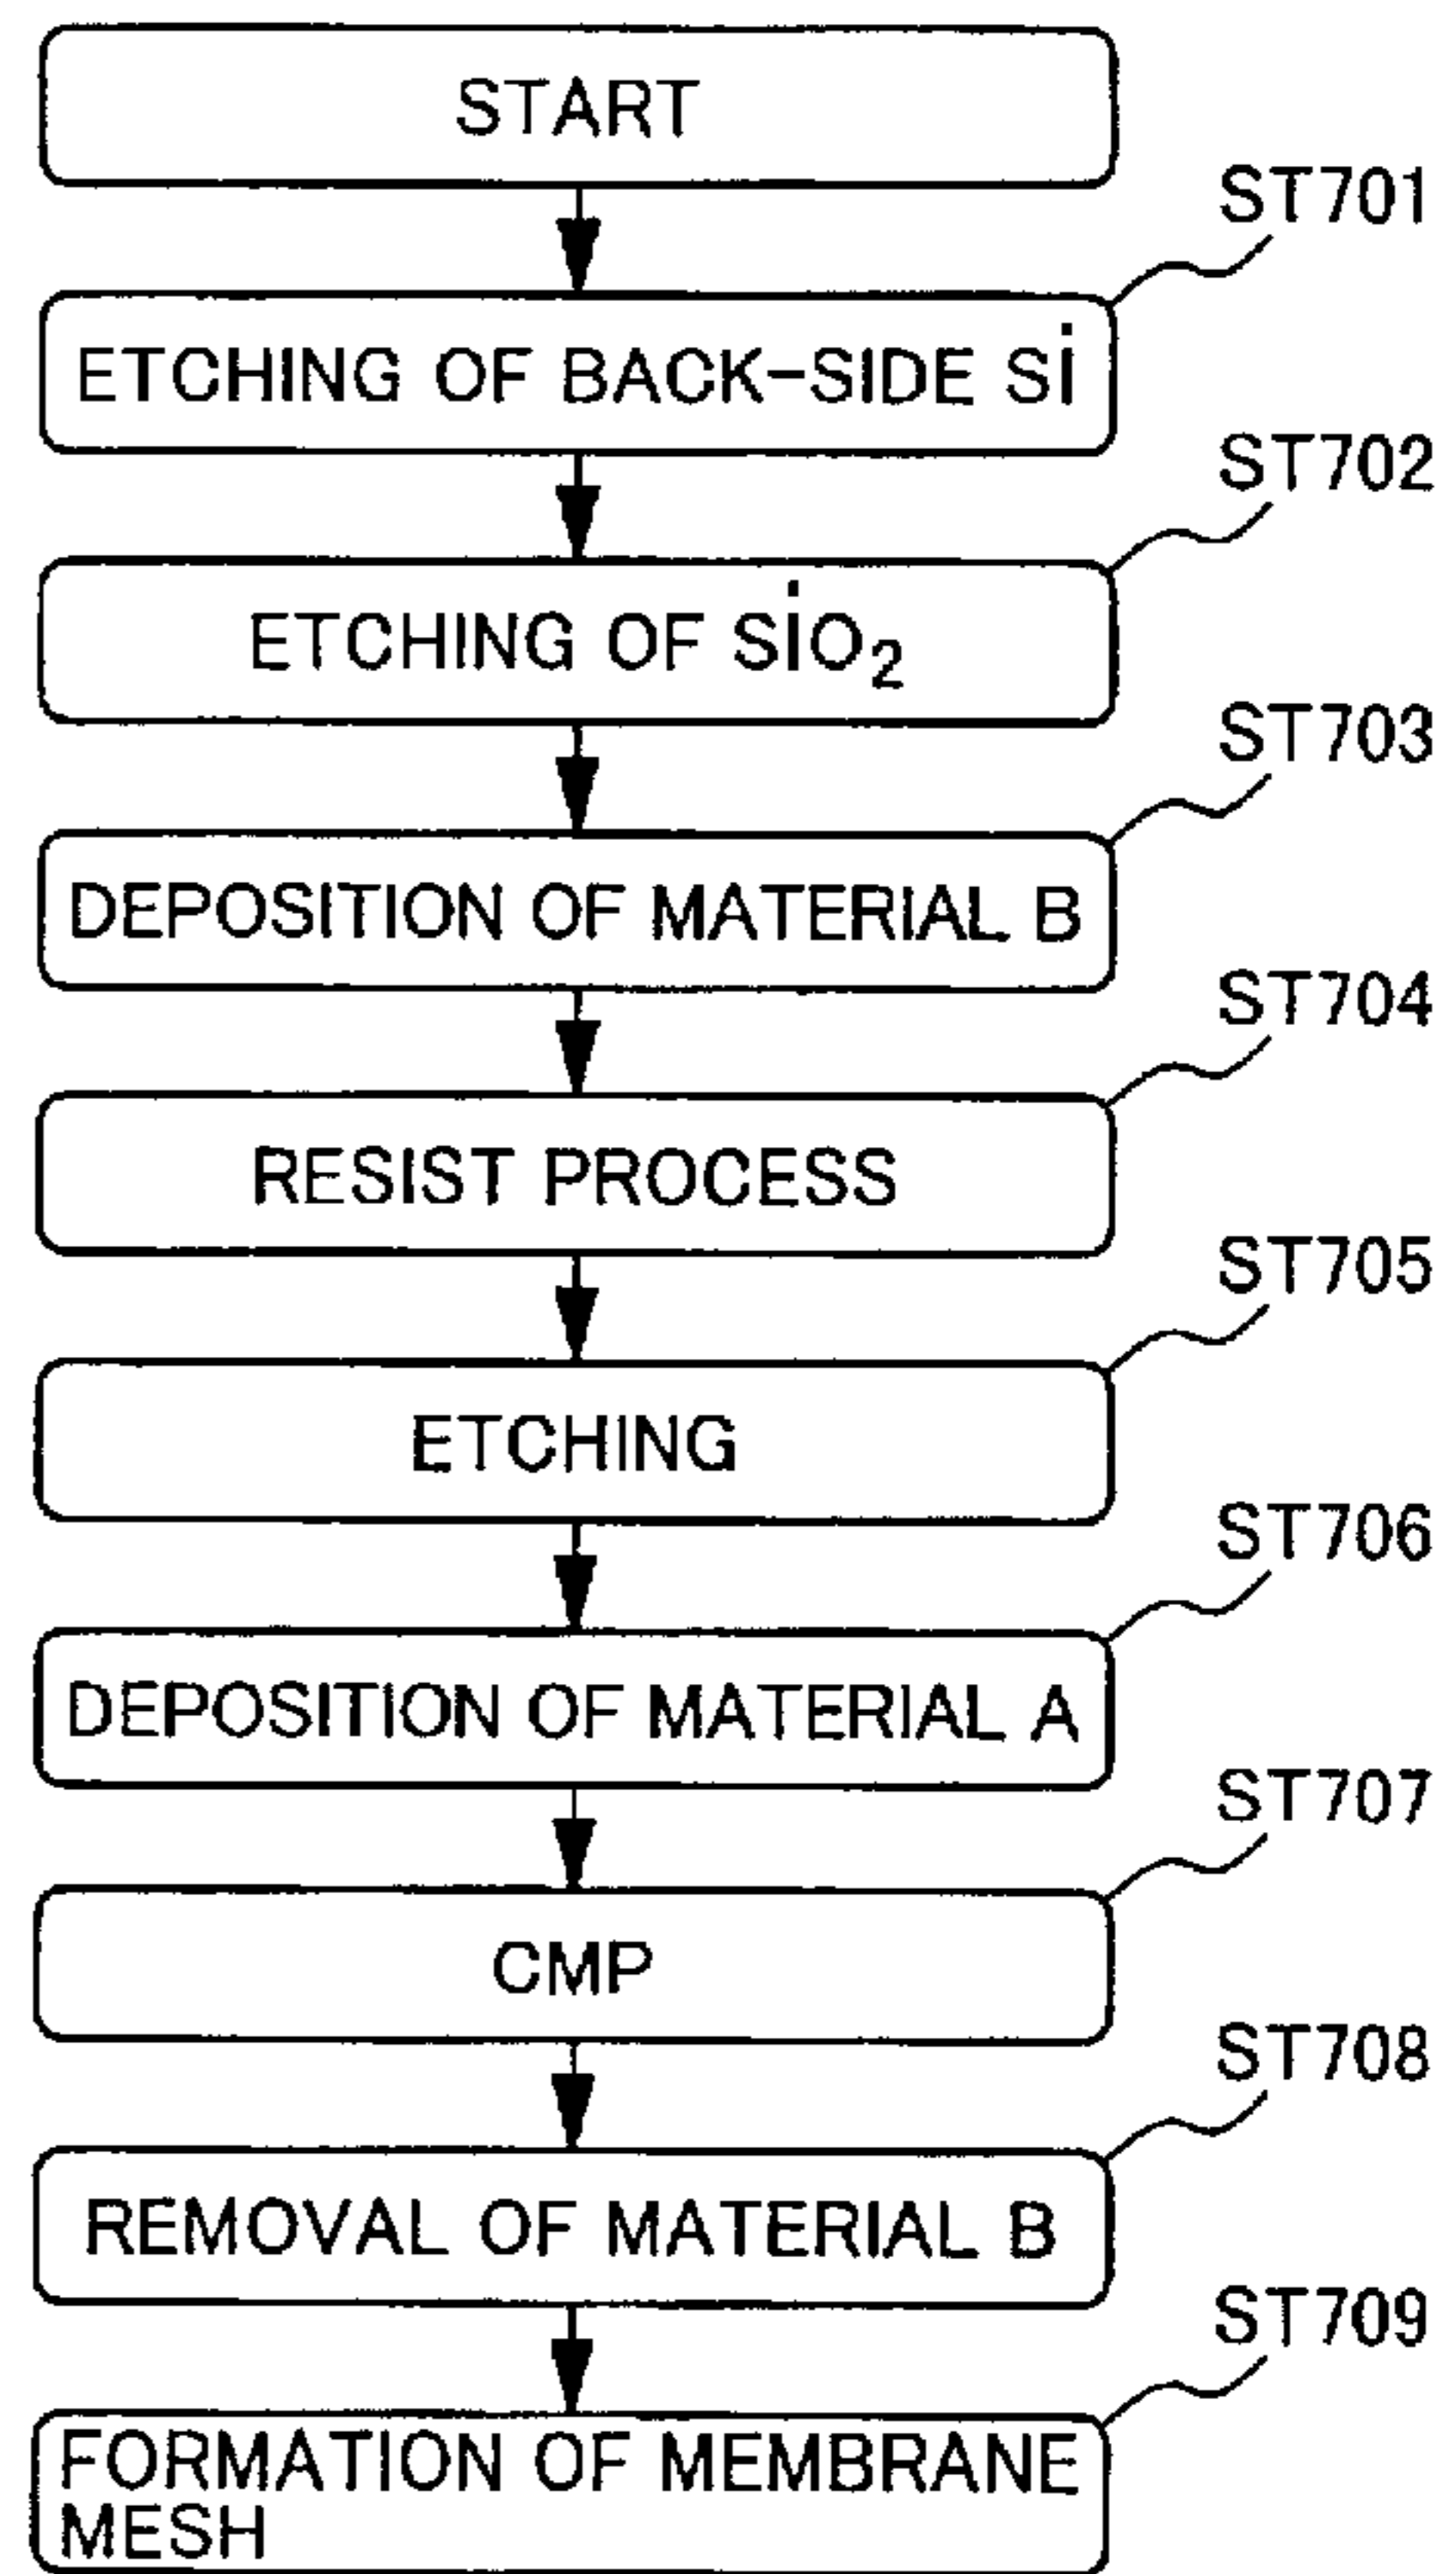 START
ST701
ETCHING OF BACK-SIDE Si
ST702
ETCHING OF SiO₂
ST703
DEPOSITION OF MATERIAL B
ST704
RESIST PROCESS
ST705
ETCHING
ST706
DEPOSITION OF MATERIAL A
ST707
CMP
ST708
REMOVAL OF MATERIAL B
ST709
FORMATION OF MEMBRANE
MESH